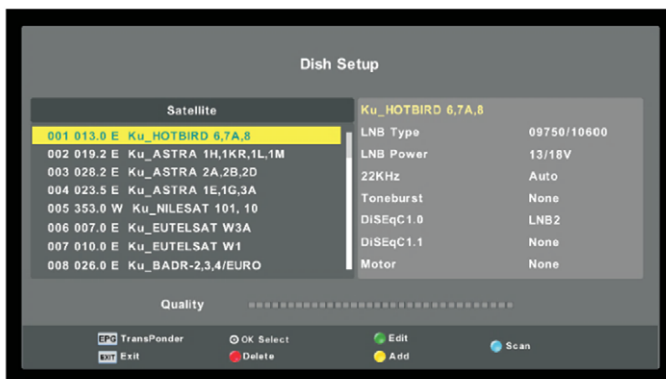 Dish Setup
Satellite
001 013.0 E Ku_HOTBIRD 6,7A,8
002 019.2 E Ku_ASTRA 1H,1KR,1L,1M
003 028.2 E Ku_ASTRA 2A,2B,2D
004 023.5 E Ku_ASTRA 1E,1G,3A
005 353.0 W Ku_NILESAT 101, 10
006 007.0 E Ku_EUTELSAT W3A
007 010.0 E Ku_EUTELSAT W1
008 026.0 E Ku_BADR-2,3,4/EURO
Ku_HOTBIRD 6,7A,8
LNB Type 09750/10600
LNB Power 13/18V
22KHz Auto
Toneburst None
DiSEqC1.0 LNB2
DiSEqC1.1 None
Motor None
Quality
EPG TransPonder OK Select Edit Scan
EXIT Exit Delete Add